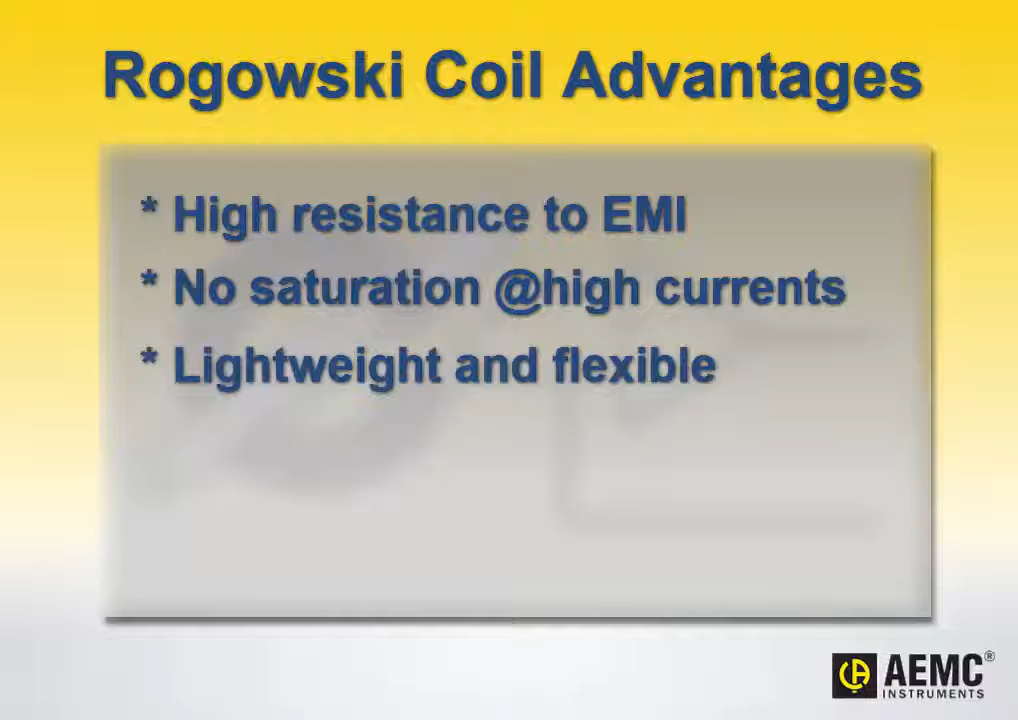 Rogowski Coil Advantages
* High resistance to EMI
* No saturation @high currents
* Lightweight and flexible
AEMC®
INSTRUMENTS